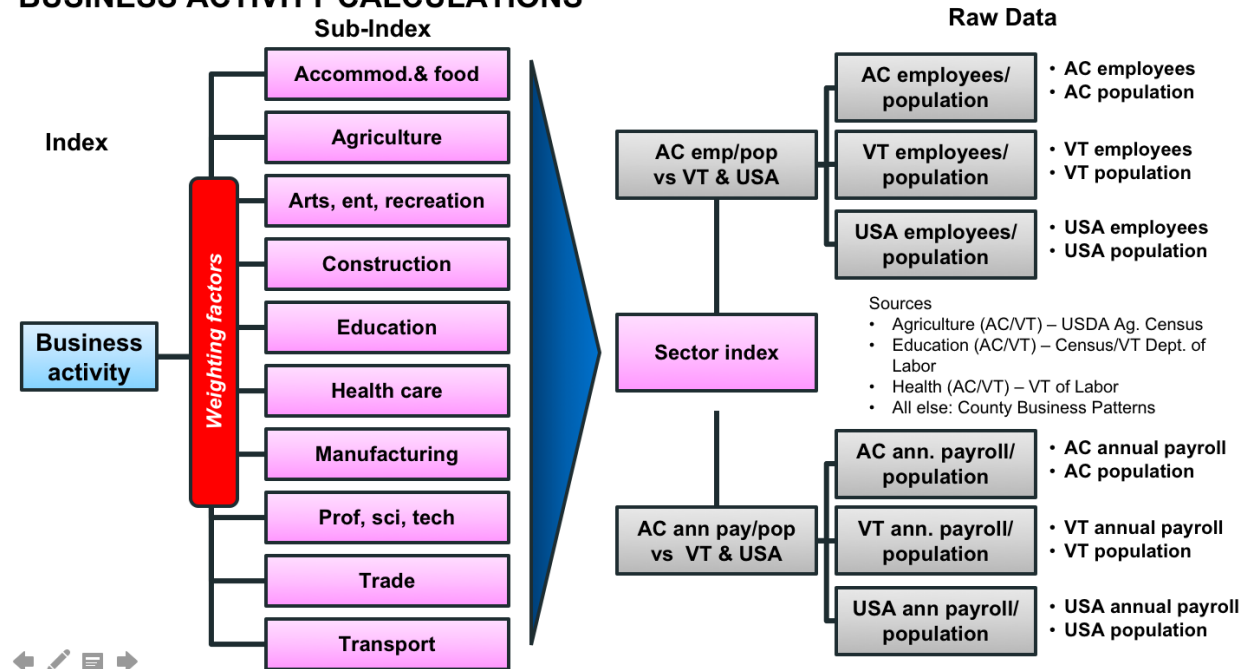 BUSINESS ACTIVITY CALCULATIONS
Sub-Index
Raw Data
Index
Business
activity
Weighting factors
Accommod.& food
Agriculture
Arts, ent, recreation
Construction
Education
Health care
Manufacturing
Prof, sci, tech
Trade
Transport
AC emp/pop
vs VT & USA
Sector index
AC ann pay/pop
vs  VT & USA
AC employees/
population
• AC employees
• AC population
VT employees/
population
• VT employees
• VT population
USA employees/
population
• USA employees
• USA population
Sources
• Agriculture (AC/VT) – USDA Ag. Census
• Education (AC/VT) – Census/VT Dept. of
Labor
• Health (AC/VT) – VT of Labor
• All else: County Business Patterns
AC ann. payroll/
population
• AC annual payroll
• AC population
VT ann. payroll/
population
• VT annual payroll
• VT population
USA ann payroll/
population
• USA annual payroll
• USA population